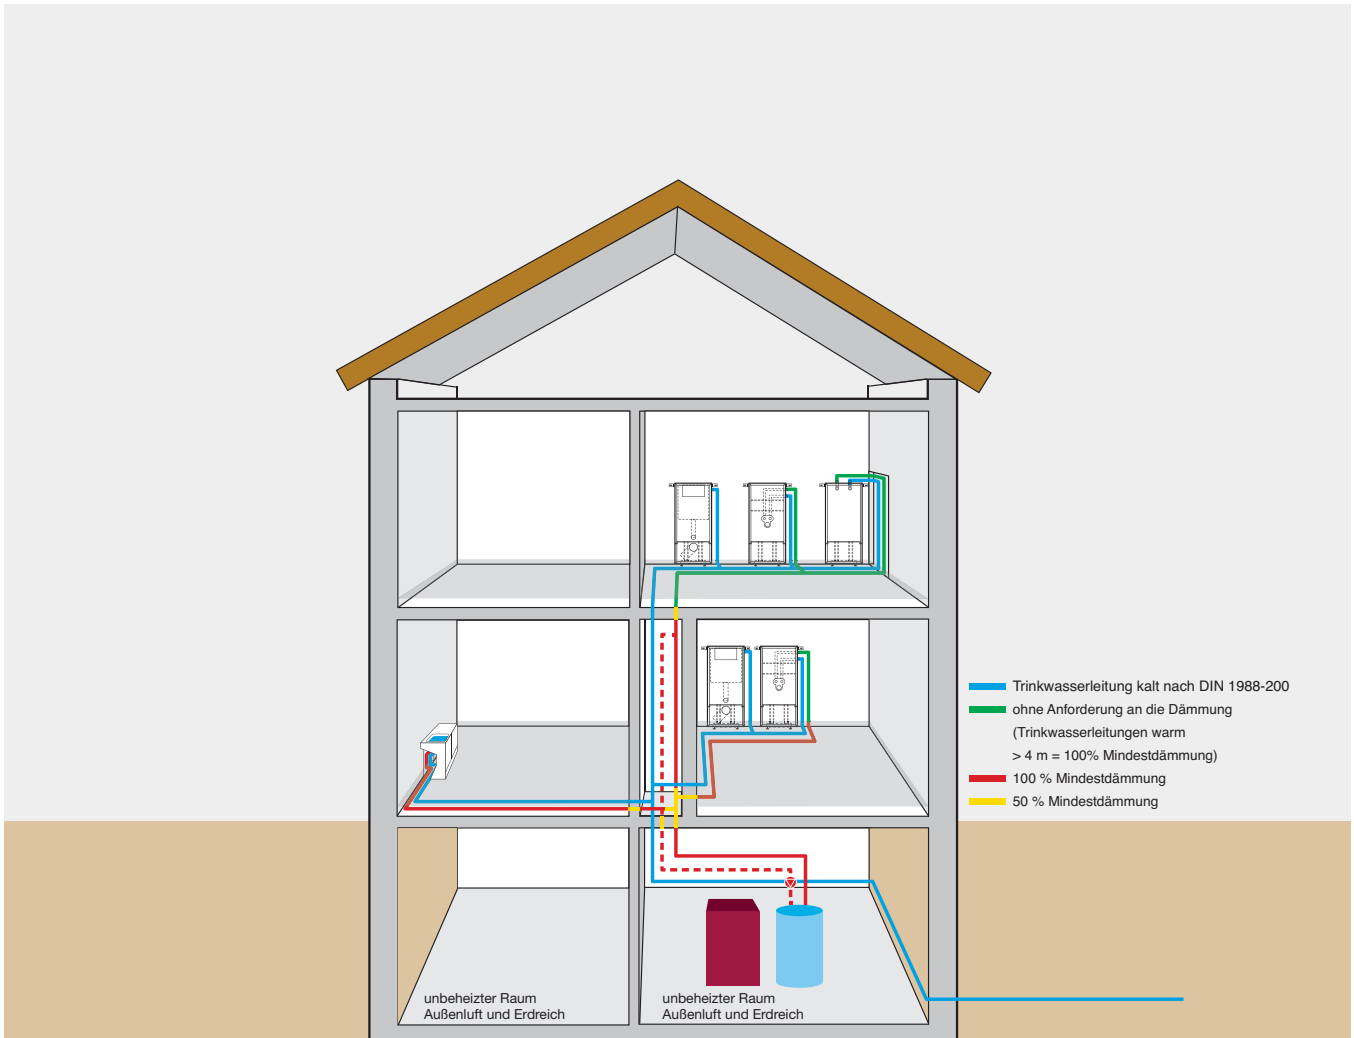 Trinkwasserleitung kalt nach DIN 1988-200
ohne Anforderung an die Dämmung
(Trinkwasserleitungen warm
> 4 m = 100% Mindestdämmung)
100 % Mindestdämmung
50 % Mindestdämmung
unbeheizter Raum
Außenluft und Erdreich
unbeheizter Raum
Außenluft und Erdreich